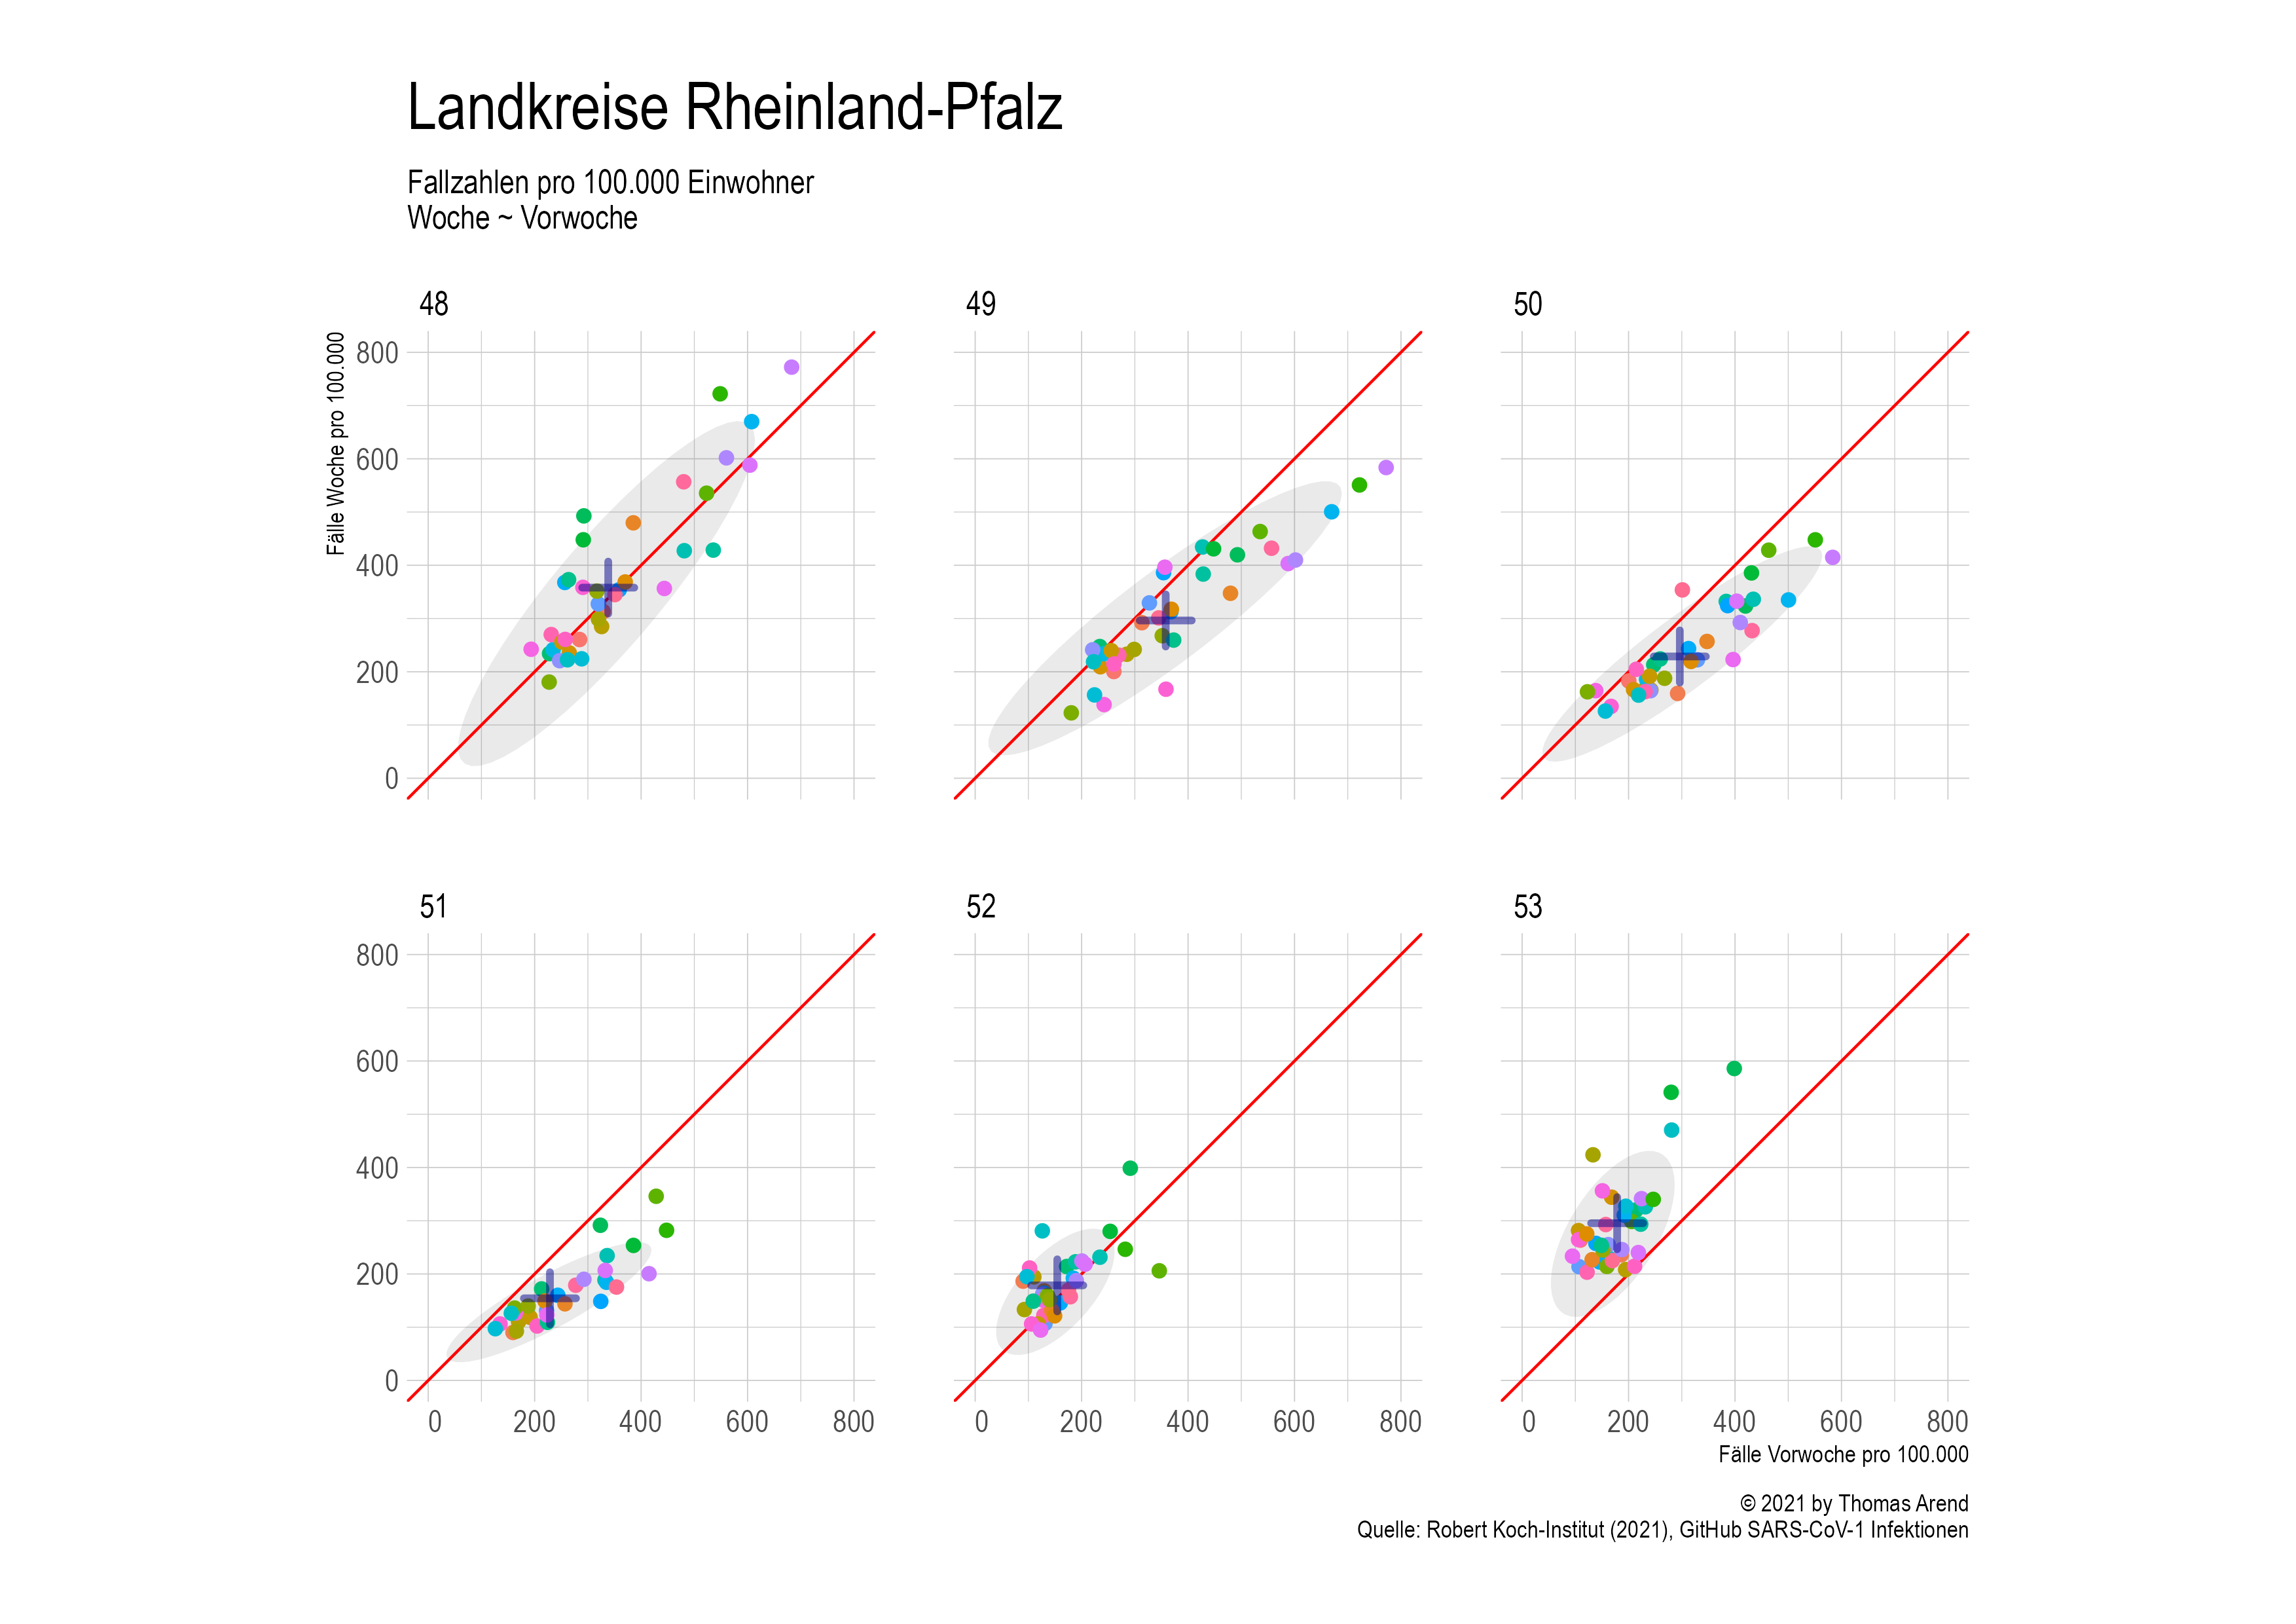 Landkreise Rheinland-Pfalz
Fallzahlen pro 100.000 Einwohner
Woche ~ Vorwoche
48
49
50
Fälle Woche pro 100.000
800
600
400
200
0
51
52
53
800
600
400
200
0
0 200 400 600 800
0 200 400 600 800
0 200 400 600 800
Fälle Vorwoche pro 100.000
© 2021 by Thomas Arend
Quelle: Robert Koch-Institut (2021), GitHub SARS-CoV-1 Infektionen